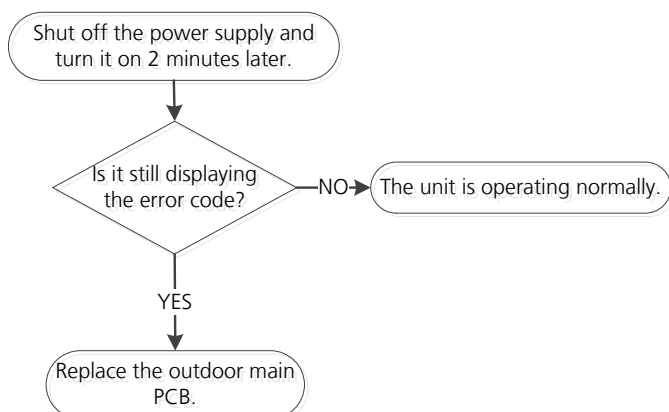 Shut off the power supply and
turn it on 2 minutes later.
Is it still displaying
the error code?
NO
The unit is operating normally.
YES
Replace the outdoor main
PCB.